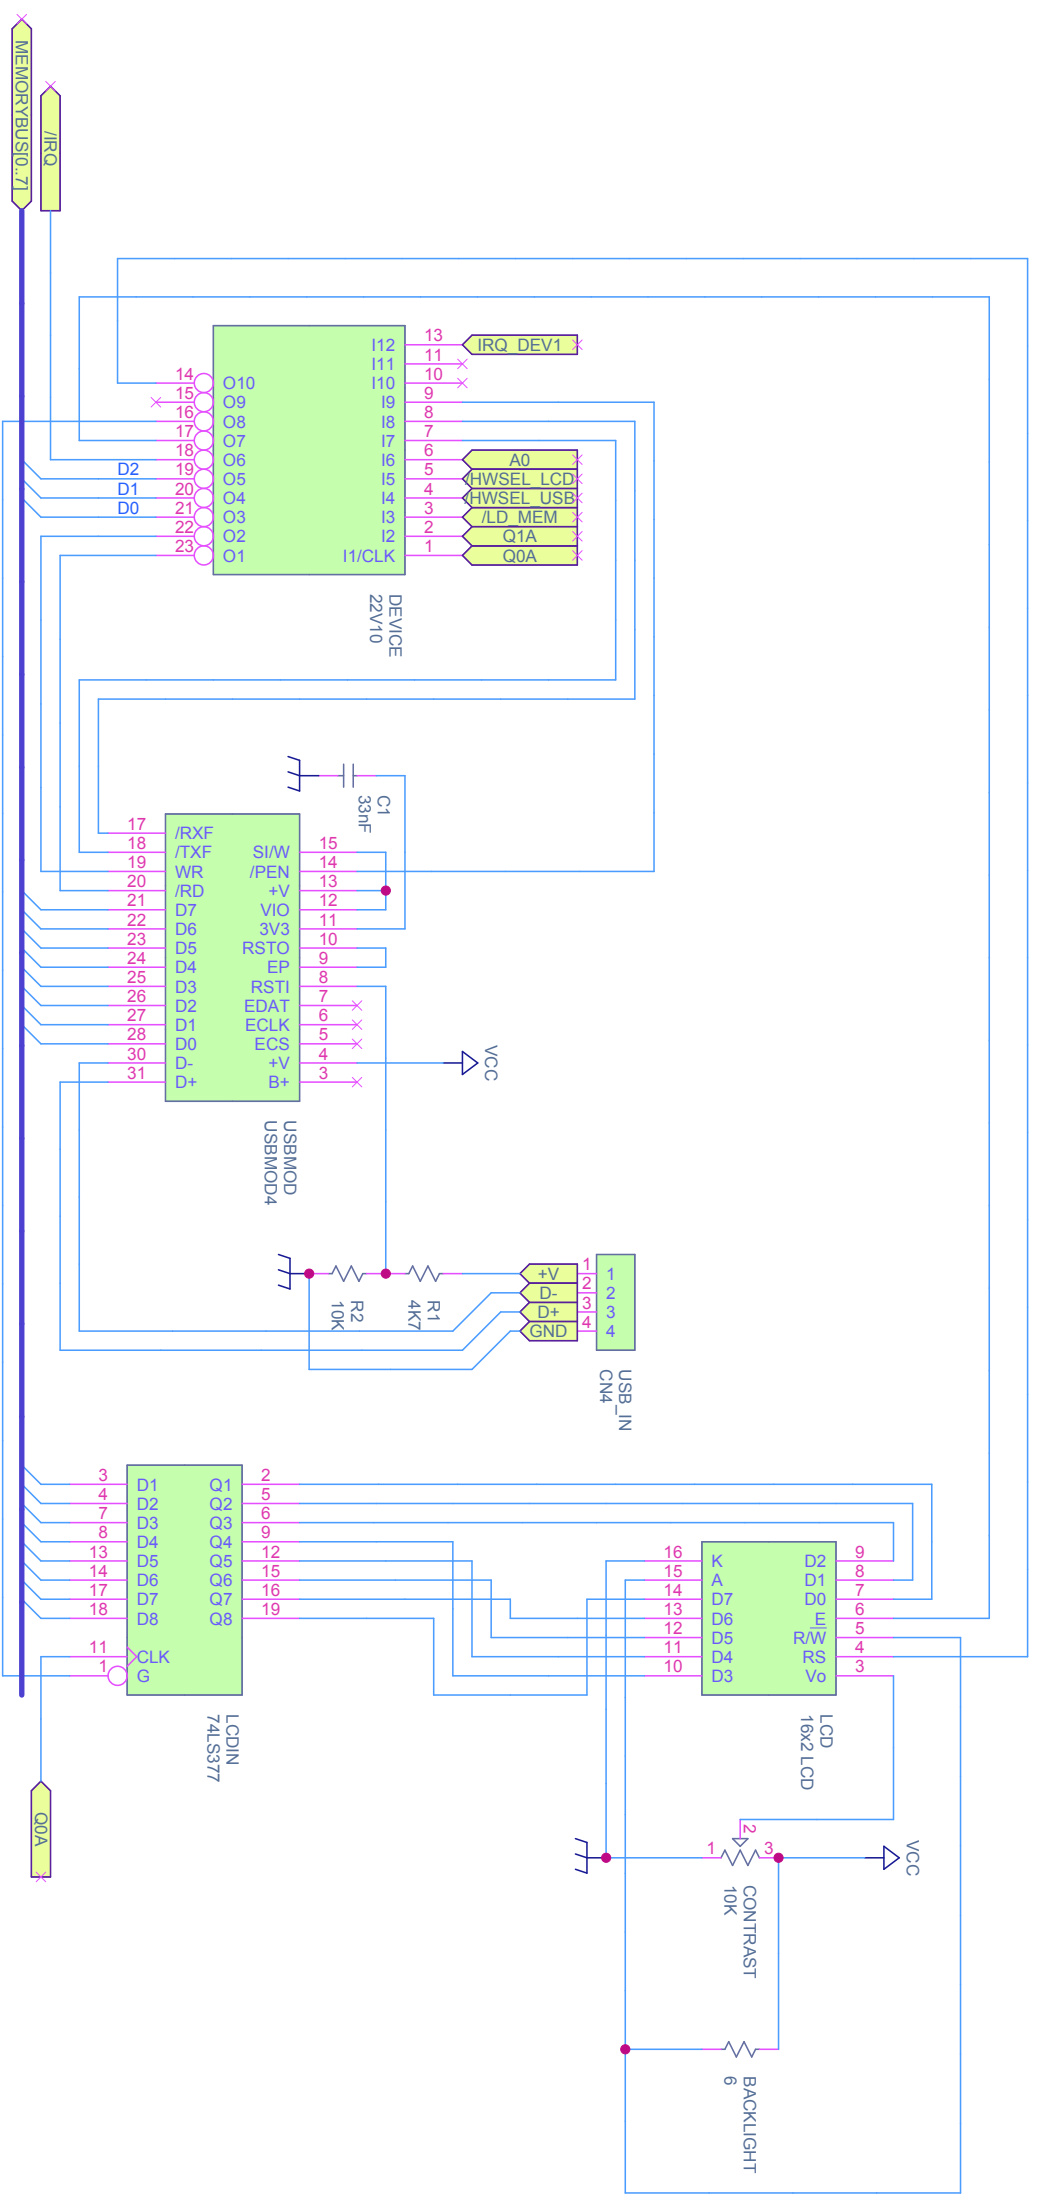 MEMORYBUS[0..7]
/IRQ
IRQ_DEV1
A0
/HWSEL_LCD
/HWSEL_USB
/LD_MEM
Q1A
Q0A
13 I12
11 I11
10 I10
9 I9
8 I8
7 I7
6 I6
5 I5
4 I4
3 I3
2 I2
1 I1/CLK
14 O10
15 O9
16 O8
17 O7
18 O6
D2 19 O5
D1 20 O4
D0 21 O3
22 O2
23 O1
DEVICE
22V10
C1
33nF
17 /RXF
18 /TXF
19 WR
20 /RD
21 D7
22 D6
23 D5
24 D4
25 D3
26 D2
27 D1
28 D0
30 D-
31 D+
SI/W 15
/PEN 14
+V 13
VIO 12
3V3 11
RSTO 10
EP 9
RSTI 8
EDAT 7
ECLK 6
ECS 5
+V 4
B+ 3
VCC
USBMOD
USBMOD4
R2
10K
R1
4K7
+V 1 1
D- 2 2
D+ 3 3
GND 4 4
USB_IN
CN4
3 D1
4 D2
7 D3
8 D4
13 D5
14 D6
17 D7
18 D8
11 CLK
1 G
Q1 2
Q2 5
Q3 6
Q4 9
Q5 12
Q6 15
Q7 16
Q8 19
LCDIN
74LS377
Q0A
16 K
15 A
14 D7
13 D6
12 D5
11 D4
10 D3
D2 9
D1 8
D0 7
E 6
R/W 5
RS 4
Vo 3
LCD
16x2 LCD
1
2
3
VCC
CONTRAST
10K
BACKLIGHT
6